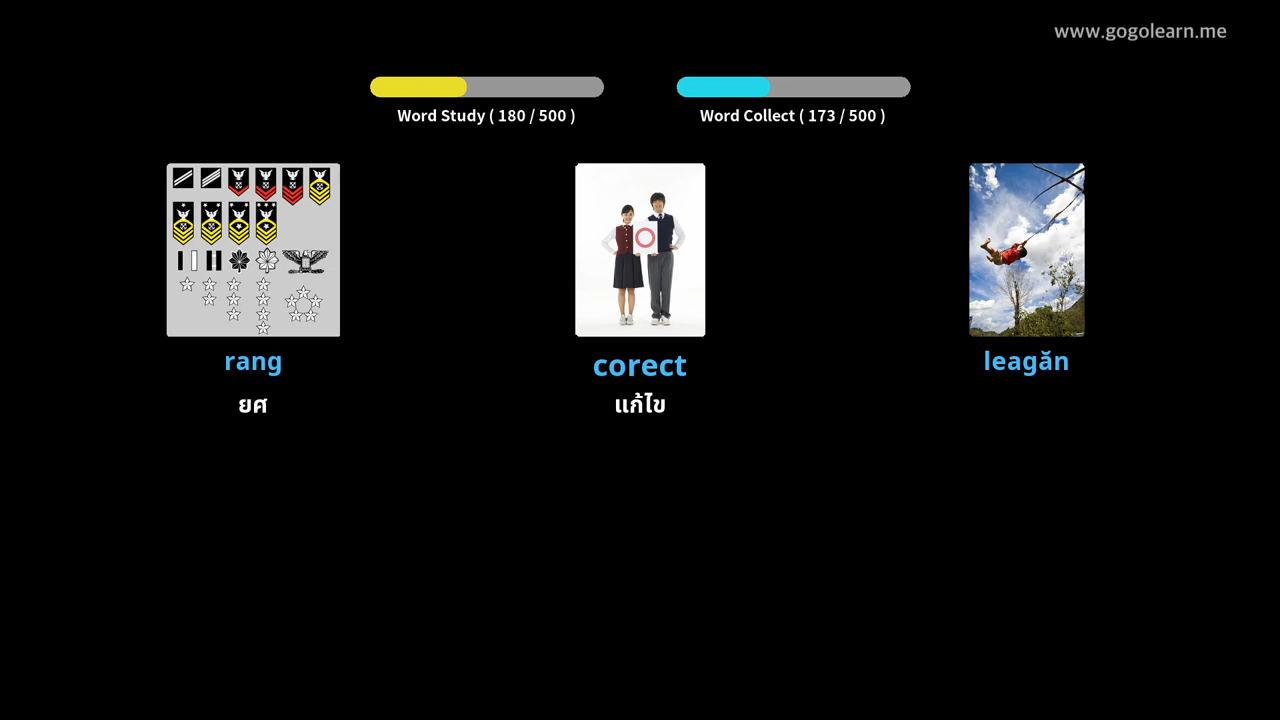 www.gogolearn.me
Word Study ( 180 / 500 )
Word Collect ( 173 / 500 )
rang
corect
leagăn
ยศ
แก้ไข